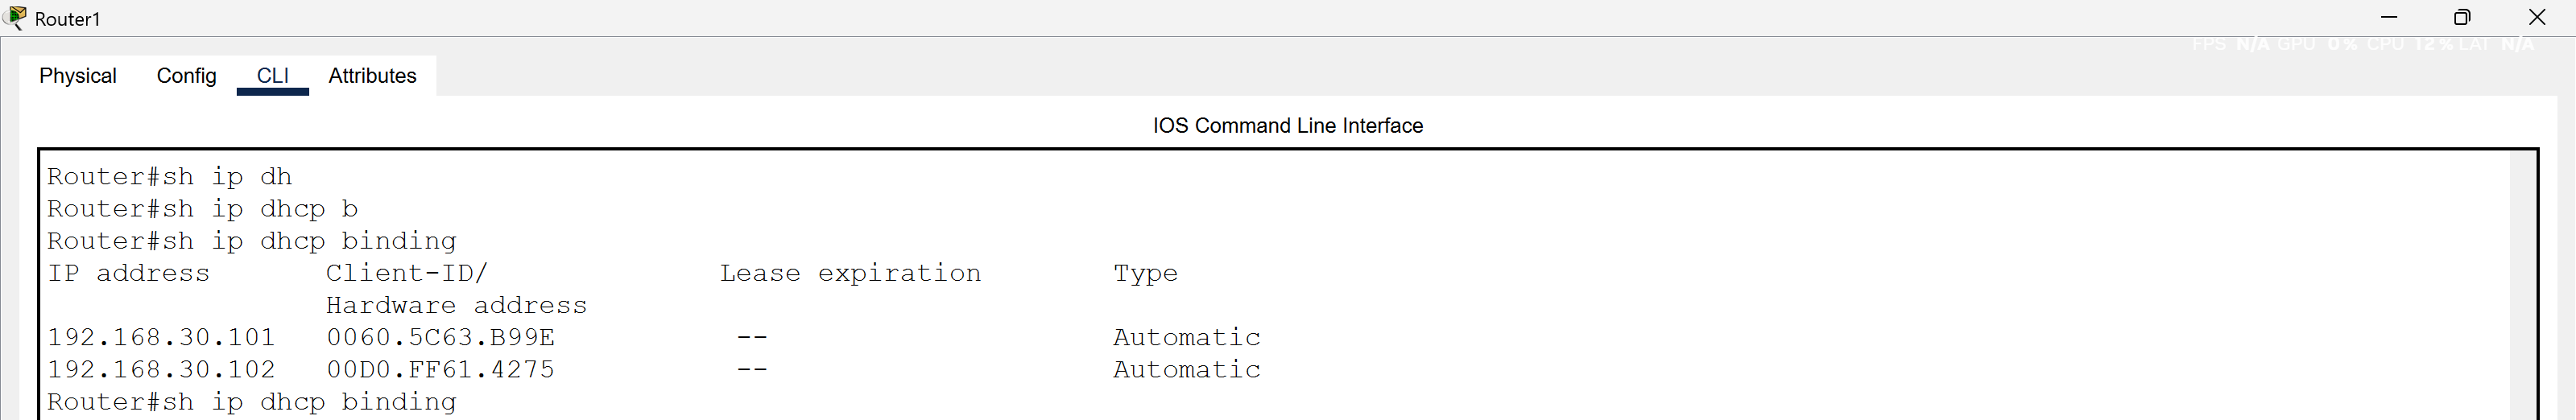 Router1
FPS N/A GPU 0% CPU 12% LAT N/A
Physical Config CLI Attributes
IOS Command Line Interface
Router#sh ip dh
Router#sh ip dhcp b
Router#sh ip dhcp binding
IP address Client-ID/ Lease expiration Type
Hardware address
192.168.30.101 0060.5C63.B99E -- Automatic
192.168.30.102 00D0.FF61.4275 -- Automatic
Router#sh ip dhcp binding